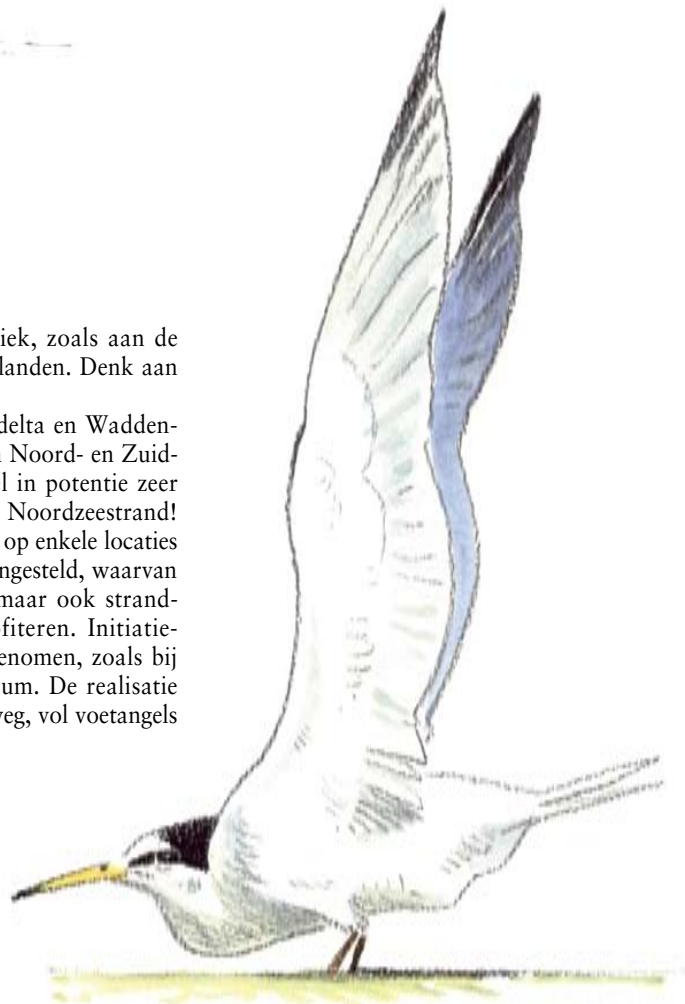 iek, zoals aan de
landen. Denk aan
delta en Wadden-
n Noord- en Zuid-
l in potentie zeer
Noordzeestrand!
op enkele locaties
ngesteld, waarvan
maar ook strand-
fiteren. Initiatie-
enomen, zoals bij
um. De realisatie
veg, vol voetangels